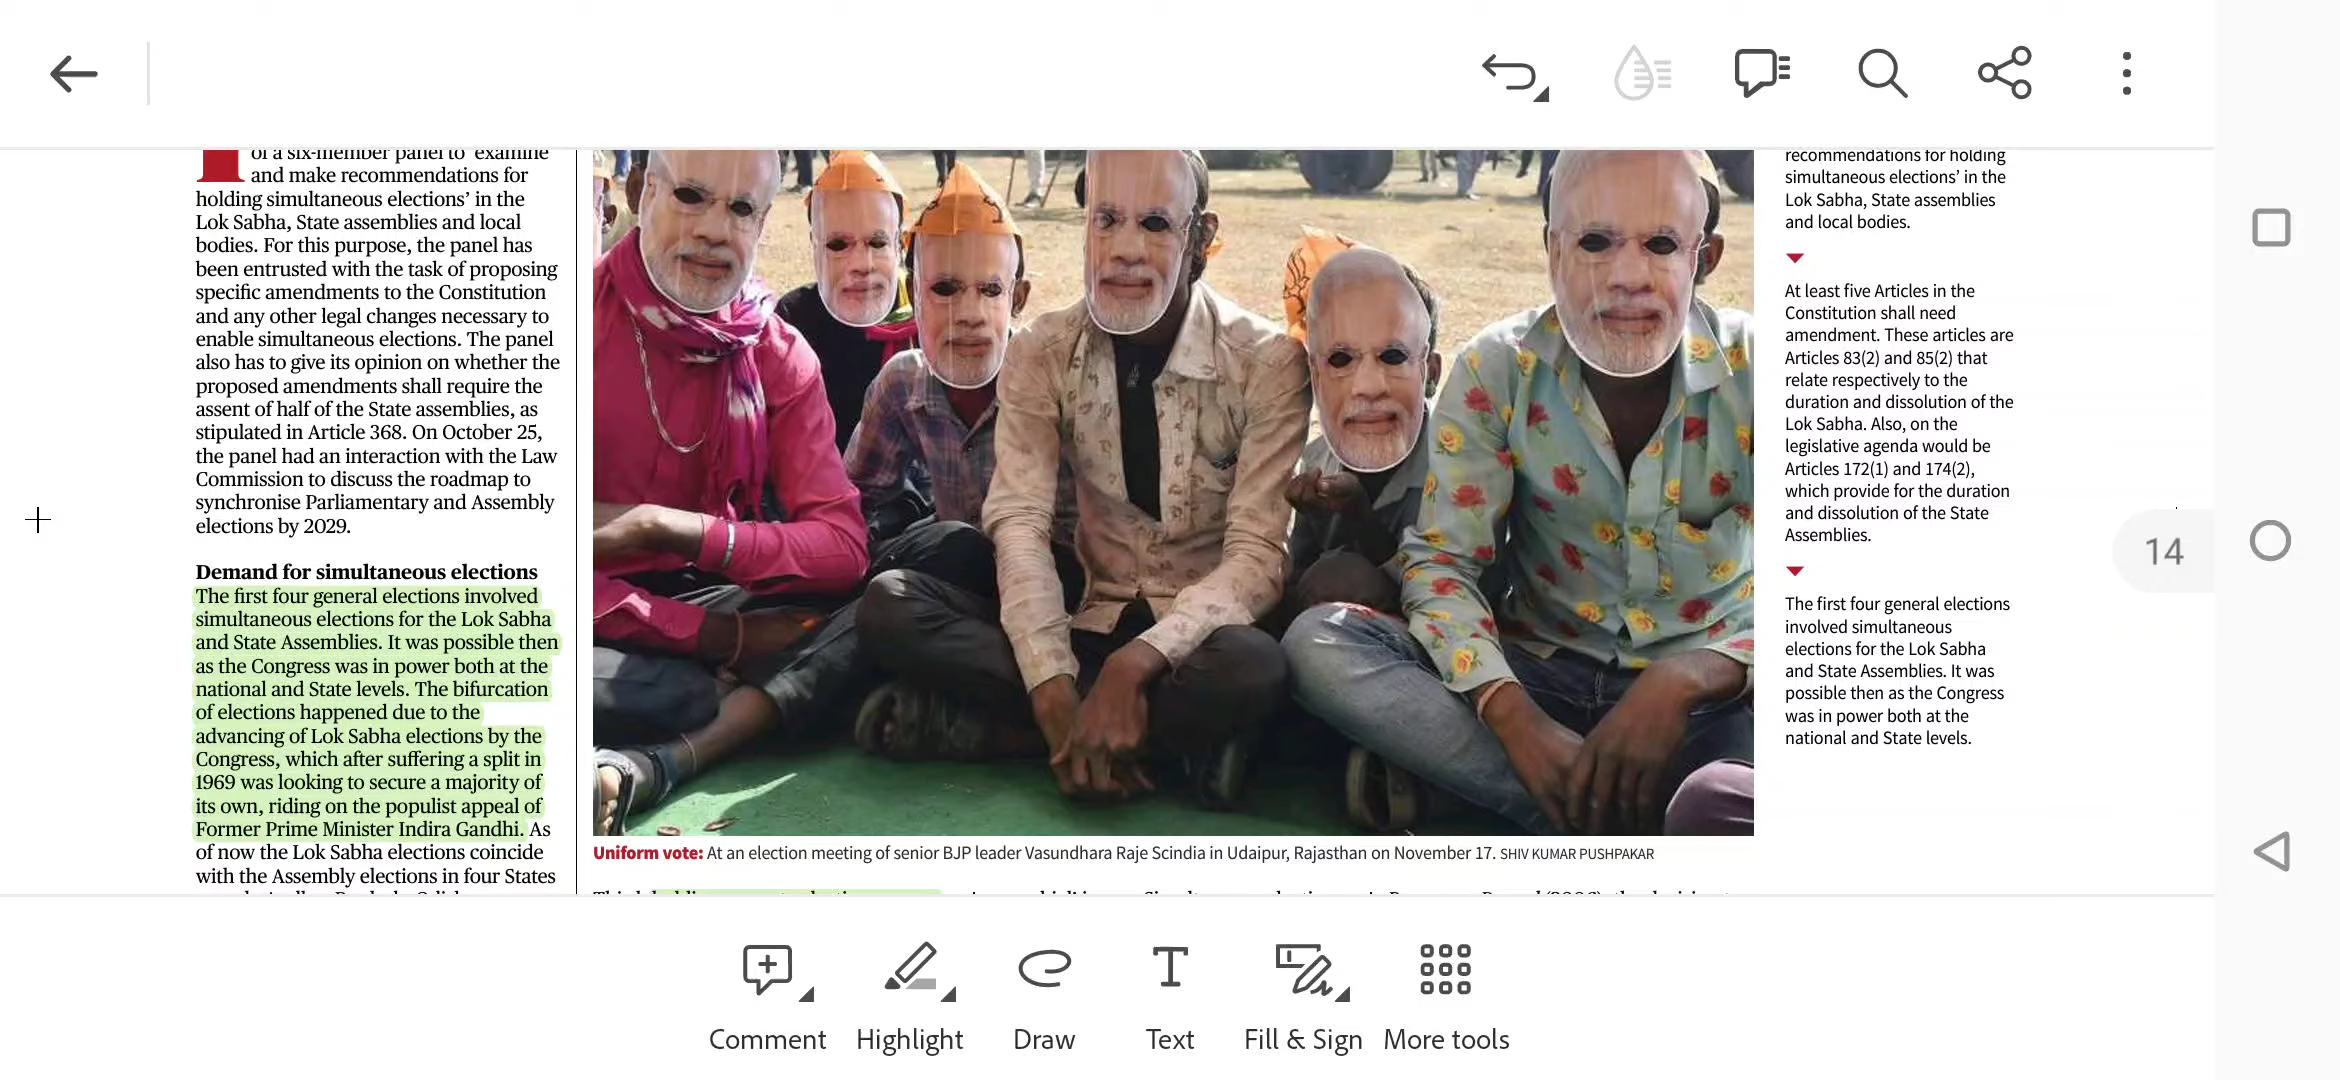 of a six-member panel to 'examine
and make recommendations for
holding simultaneous elections' in the
Lok Sabha, State assemblies and local
bodies. For this purpose, the panel has
been entrusted with the task of proposing
specific amendments to the Constitution
and any other legal changes necessary to
enable simultaneous elections. The panel
also has to give its opinion on whether the
proposed amendments shall require the
assent of half of the State assemblies, as
stipulated in Article 368. On October 25,
the panel had an interaction with the Law
Commission to discuss the roadmap to
synchronise Parliamentary and Assembly
elections by 2029.
Demand for simultaneous elections
The first four general elections involved
simultaneous elections for the Lok Sabha
and State Assemblies. It was possible then
as the Congress was in power both at the
national and State levels. The bifurcation
of elections happened due to the
advancing of Lok Sabha elections by the
Congress, which after suffering a split in
1969 was looking to secure a majority of
its own, riding on the populist appeal of
Former Prime Minister Indira Gandhi. As
of now the Lok Sabha elections coincide
with the Assembly elections in four States
Uniform vote: At an election meeting of senior BJP leader Vasundhara Raje Scindia in Udaipur, Rajasthan on November 17. SHIV KUMAR PUSHPAKAR
recommendations for holding
simultaneous elections' in the
Lok Sabha, State assemblies
and local bodies.
At least five Articles in the
Constitution shall need
amendment. These articles are
Articles 83(2) and 85(2) that
relate respectively to the
duration and dissolution of the
Lok Sabha. Also, on the
legislative agenda would be
Articles 172(1) and 174(2),
which provide for the duration
and dissolution of the State
Assemblies.
The first four general elections
involved simultaneous
elections for the Lok Sabha
and State Assemblies. It was
possible then as the Congress
was in power both at the
national and State levels.
14
Comment
Highlight
Draw
T
Text
Fill & Sign
More tools